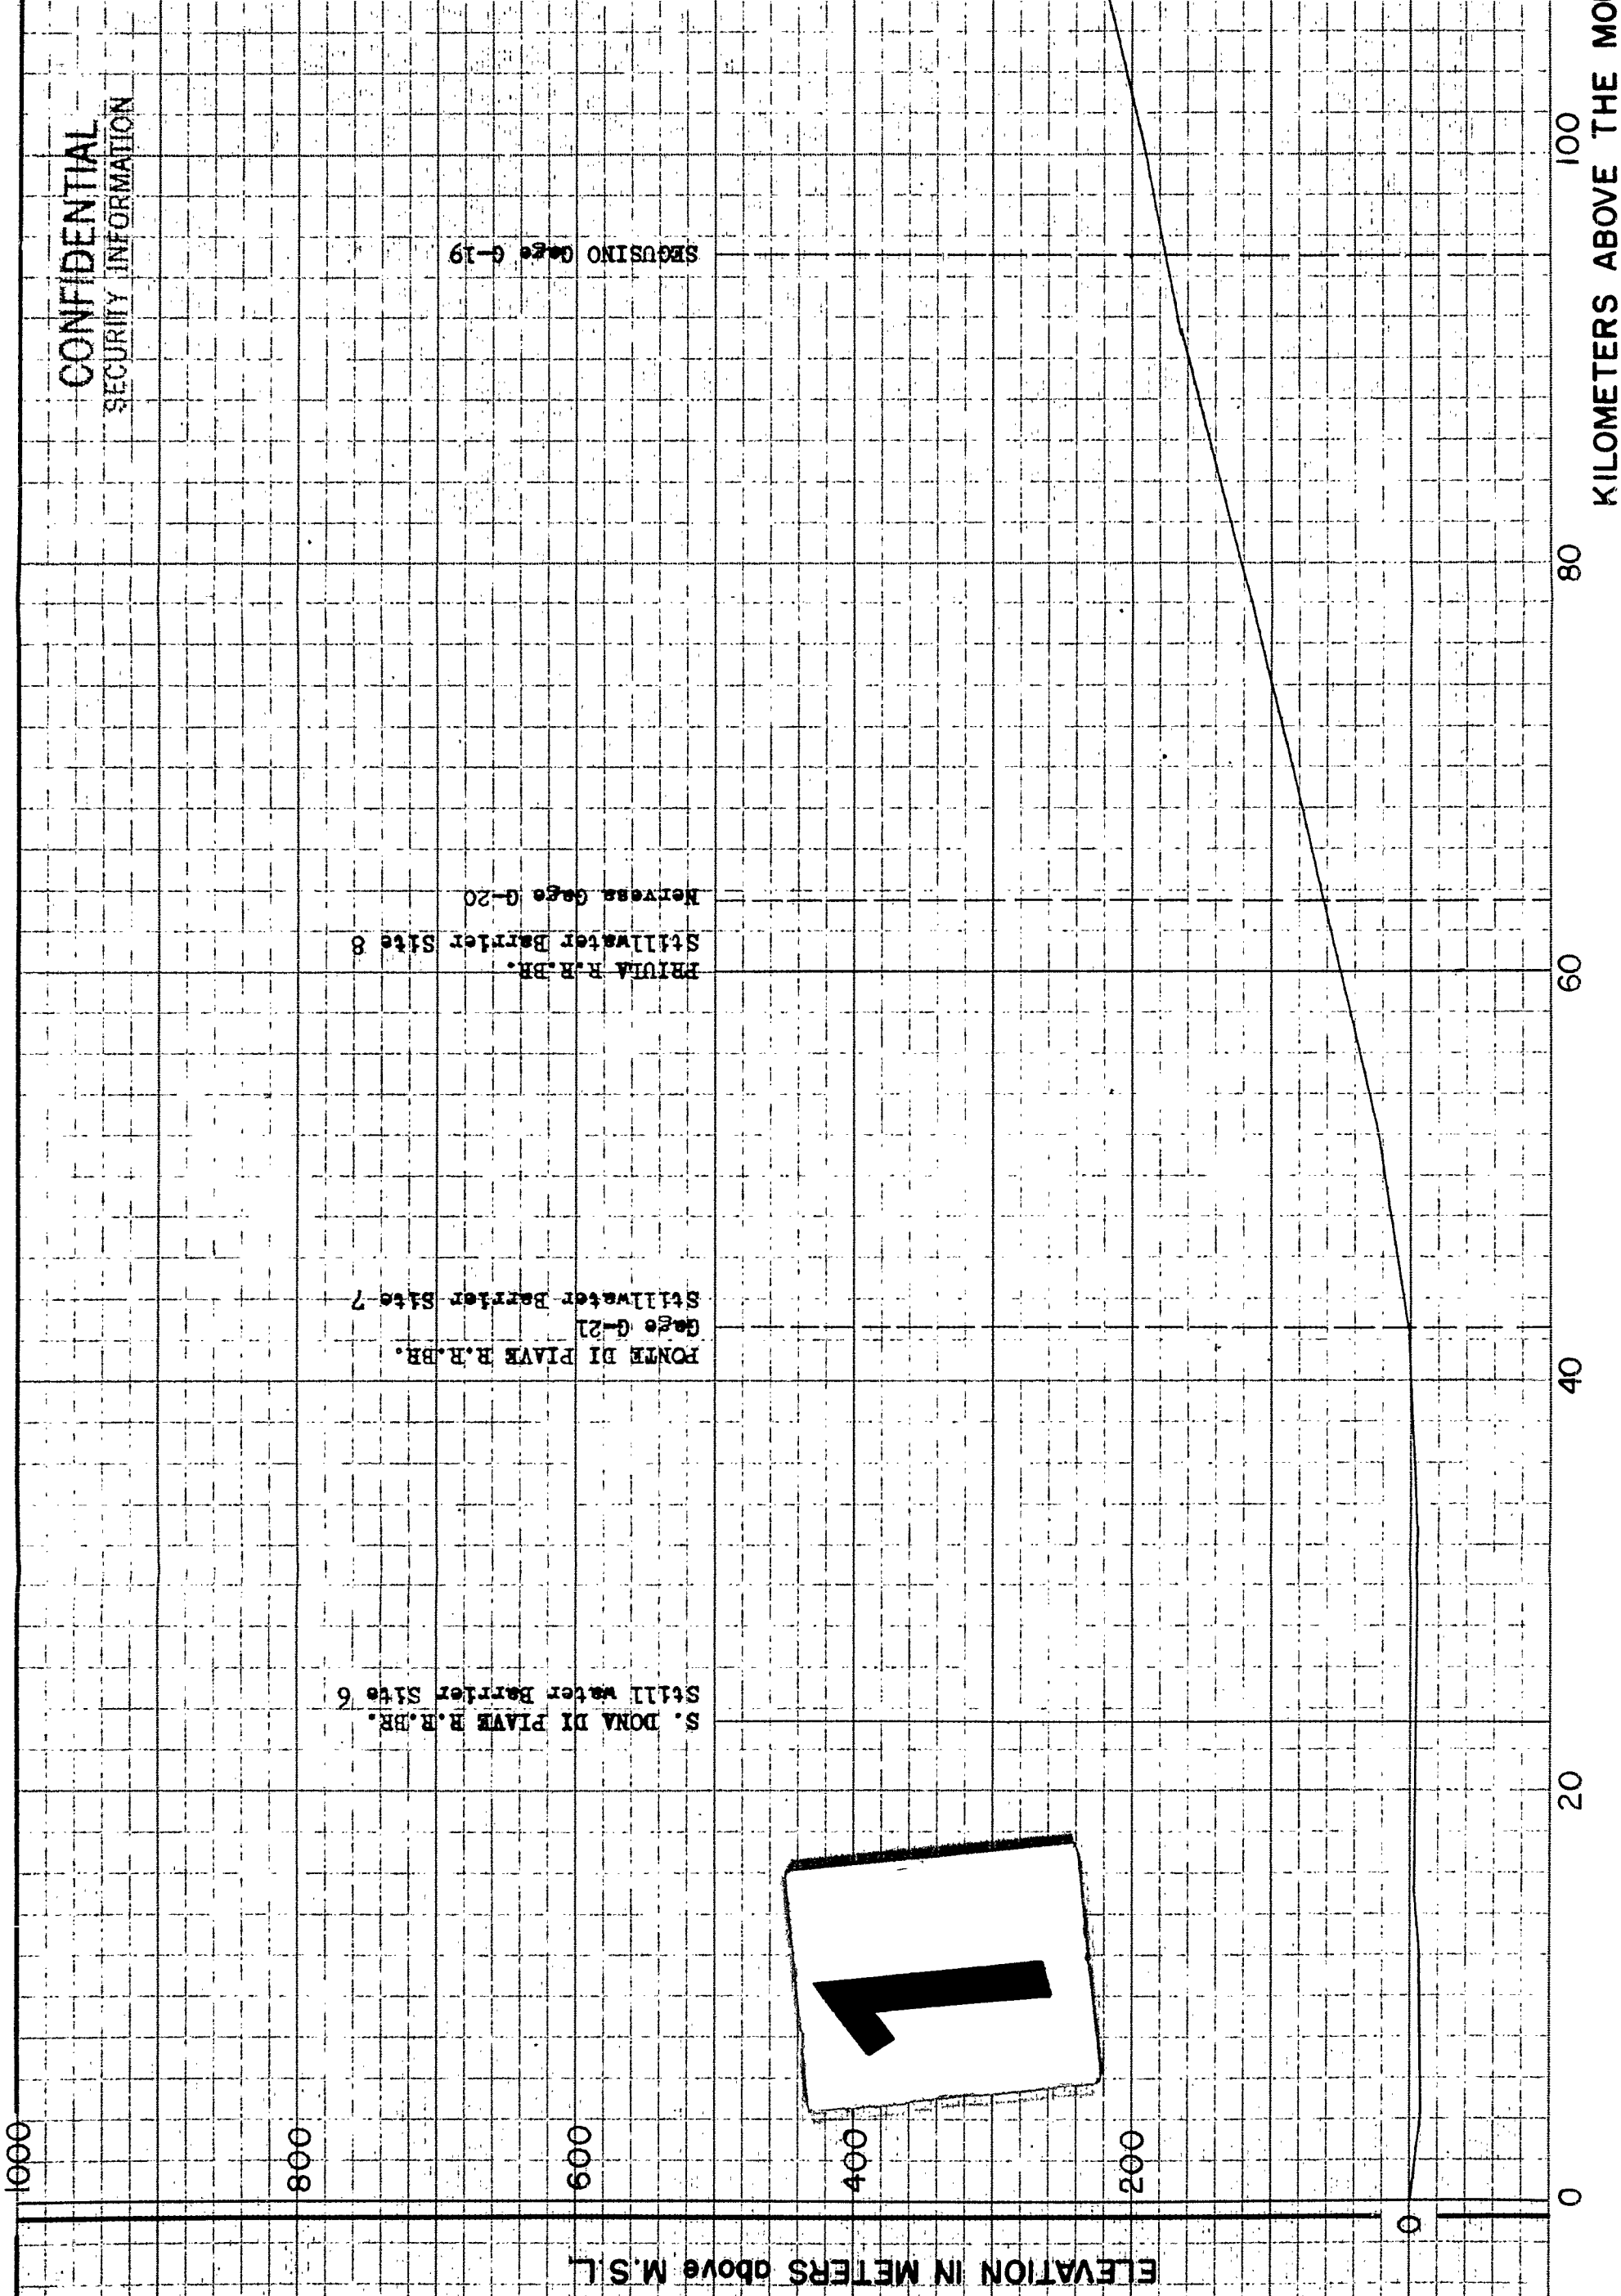 CONFIDENTIAL
SECURITY INFORMATION
SEGUSINO Gage G-19
Nervesa Gage G-20
Stillwater Barrier Site 8
PRIULA R.R.BR.
Stillwater Barrier Site 7
Gage G-21
PONTE DI PIAVE R.R.BR.
Still water Barrier Site 6
S. DONA DI PIAVE R.R.BR.
1
1000
800
600
400
200
0
ELEVATION IN METERS above M.S.L.
0
20
40
60
80
100
KILOMETERS ABOVE THE MO